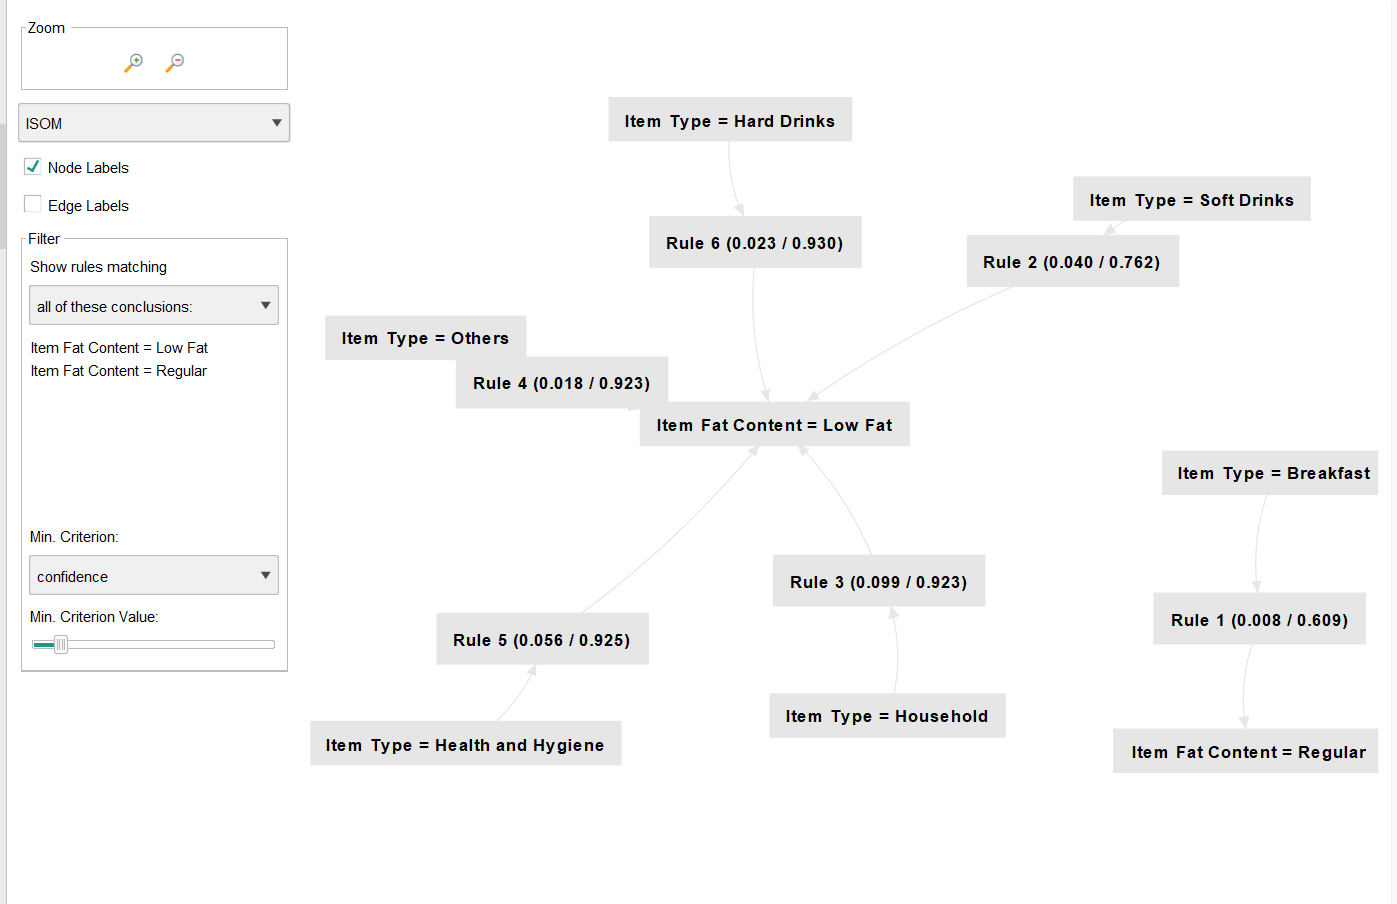 Zoom
ISOM
Node Labels
Edge Labels
Filter
Show rules matching
all of these conclusions:
Item Fat Content = Low Fat
Item Fat Content = Regular
Min. Criterion:
confidence
Min. Criterion Value:
Item Type = Hard Drinks
Item Type = Soft Drinks
Rule 6 (0.023 / 0.930)
Rule 2 (0.040 / 0.762)
Item Type = Others
Rule 4 (0.018 / 0.923)
Item Fat Content = Low Fat
Item Type = Breakfast
Rule 3 (0.099 / 0.923)
Rule 1 (0.008 / 0.609)
Rule 5 (0.056 / 0.925)
Item Type = Household
Item Type = Health and Hygiene
Item Fat Content = Regular